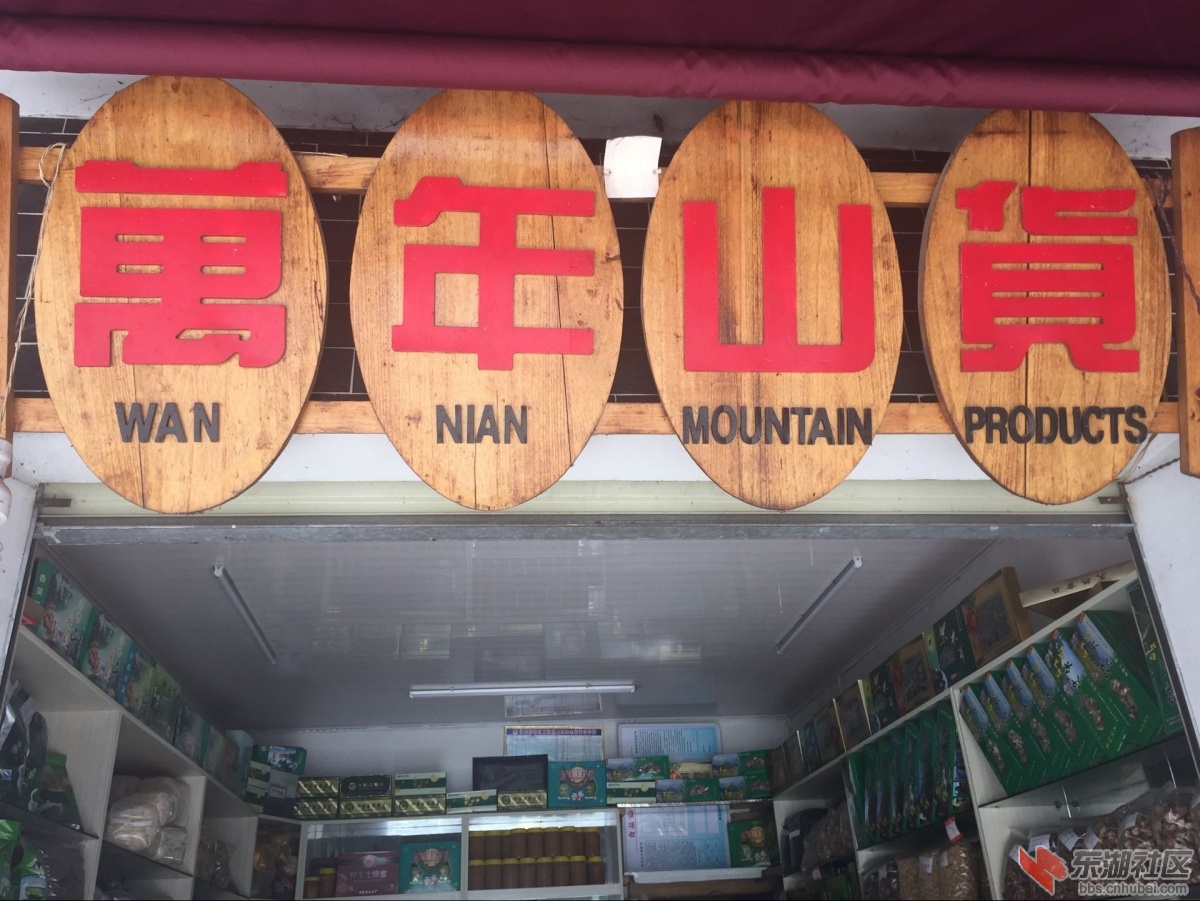 萬年山貨
WAN NIAN MOUNTAIN PRODUCTS
东湖社区
bbs.cnhubei.com